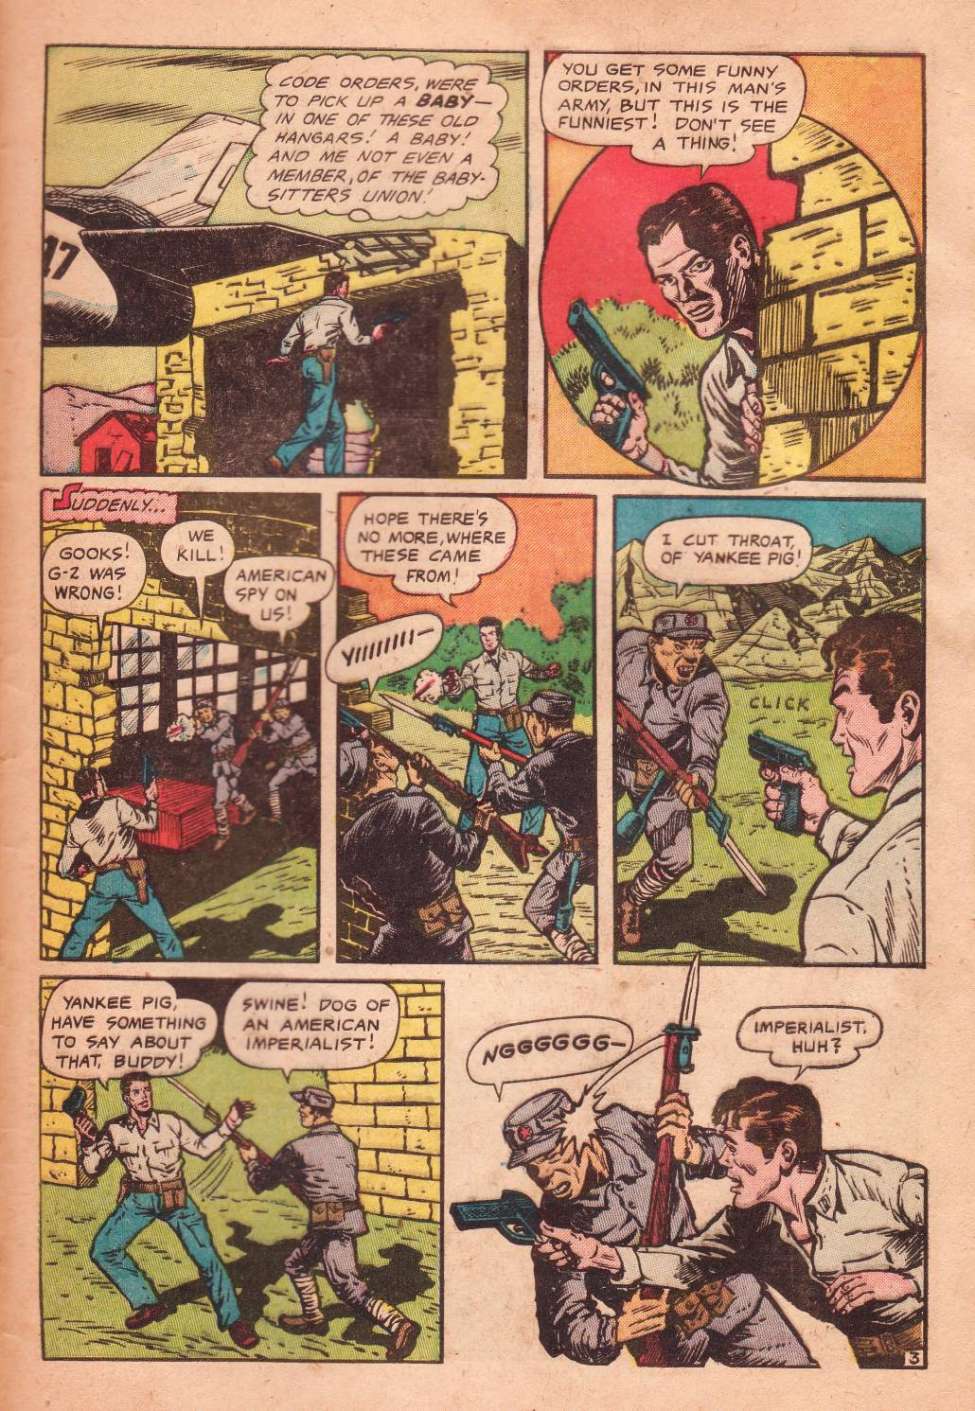 CODE ORDERS, WERE
TO PICK UP A BABY—
IN ONE OF THESE OLD
HANGARS! A BABY!
AND ME NOT EVEN A
MEMBER, OF THE BABY-
SITTERS UNION!
17
YOU GET SOME FUNNY
ORDERS, IN THIS MAN'S
ARMY, BUT THIS IS THE
FUNNIEST! DON'T SEE
A THING!
SUDDENLY...
GOOKS!
G-2 WAS
WRONG!
WE
KILL!
AMERICAN
SPY ON
US!
HOPE THERE'S
NO MORE, WHERE
THESE CAME
FROM!
YIIIIIIII—
I CUT THROAT,
OF YANKEE PIG!
CLICK
YANKEE PIG,
HAVE SOMETHING
TO SAY ABOUT
THAT, BUDDY!
SWINE! DOG OF
AN AMERICAN
IMPERIALIST!
NGGGGGG—
IMPERIALIST,
HUH?
3